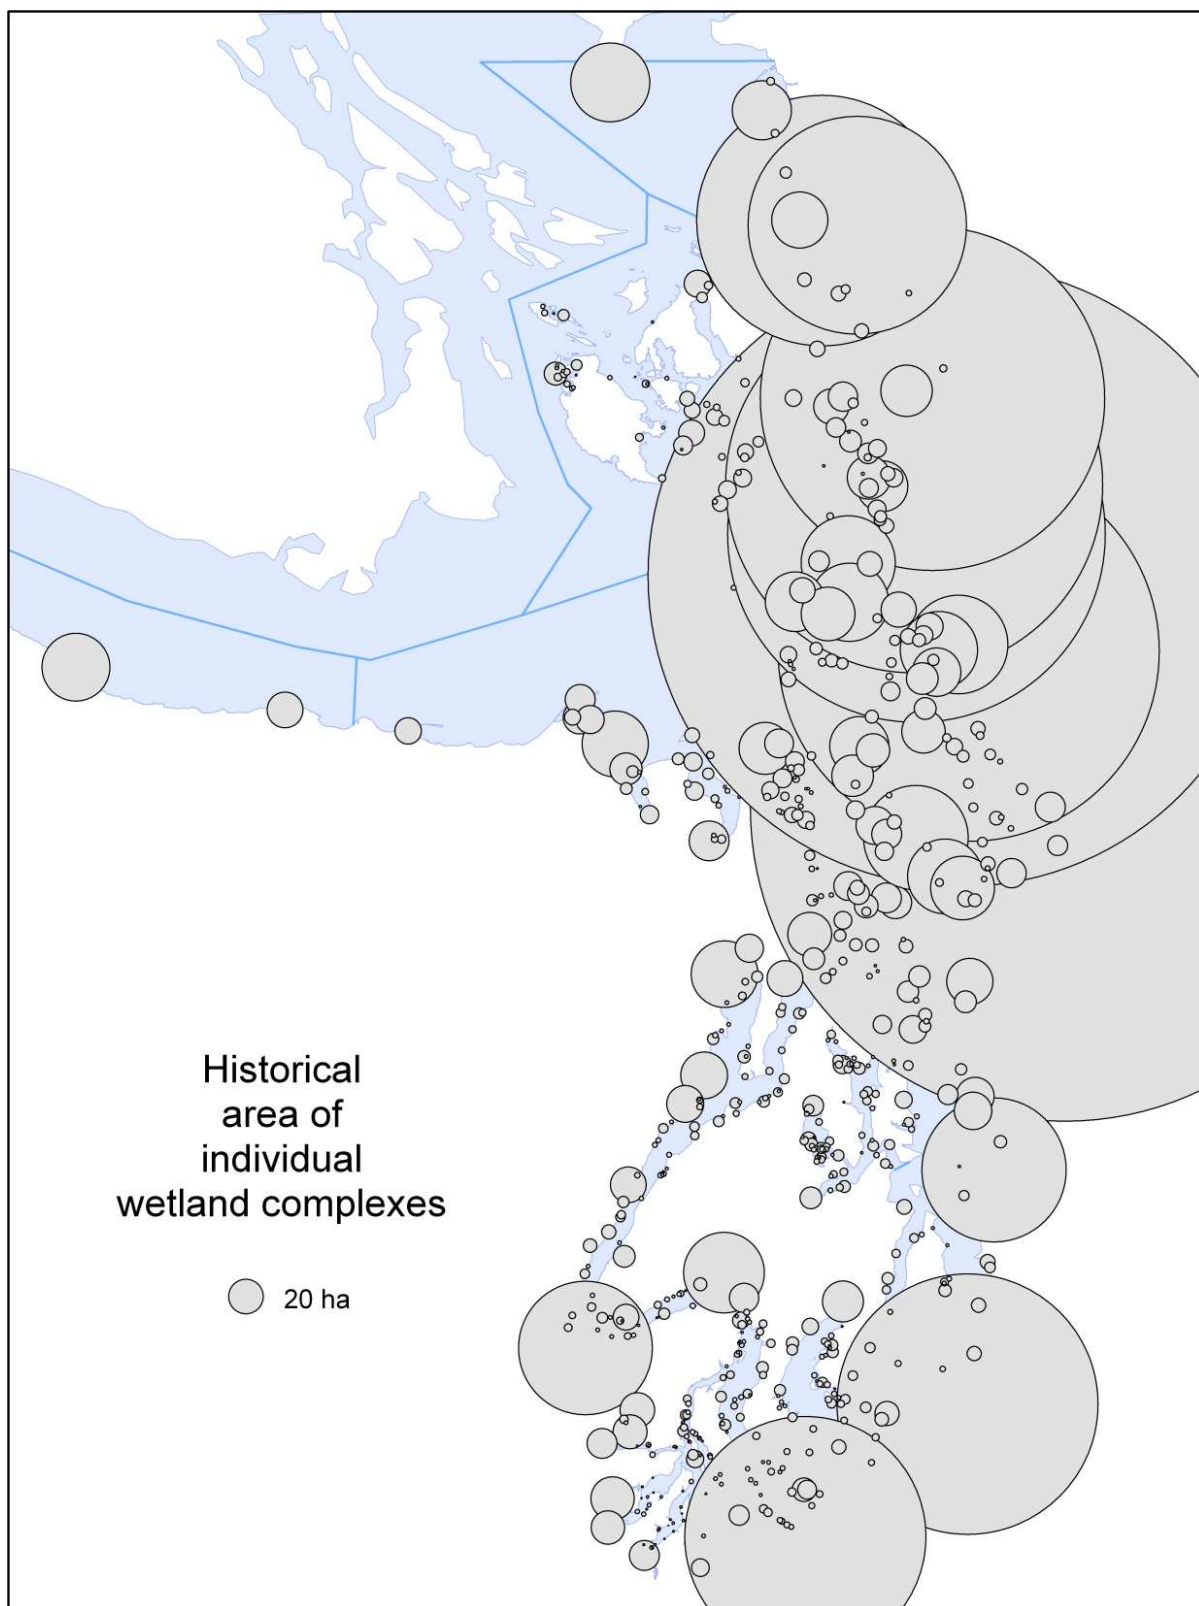 Historical
area of
individual
wetland complexes
20 ha